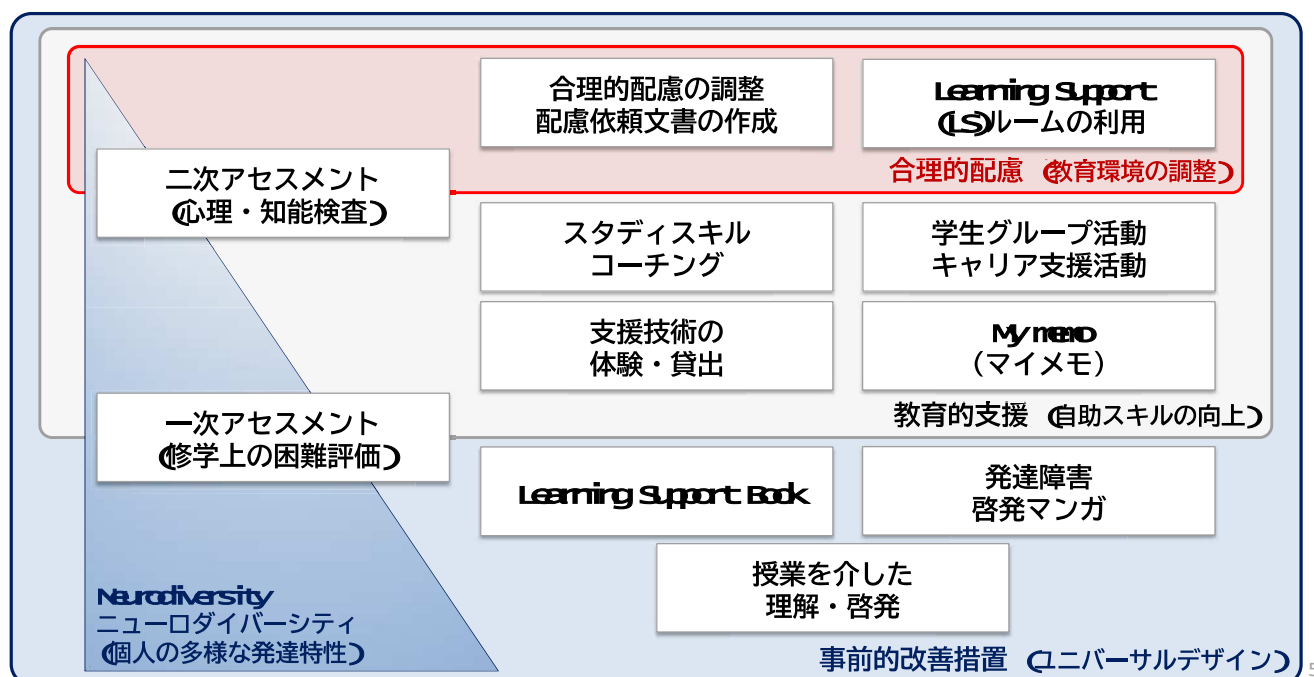 合理的配慮の調整
配慮依頼文書の作成
Learning Support
(LS)ルームの利用
合理的配慮 (教育環境の調整)
二次アセスメント
(心理・知能検査)
スタディスキル
コーチング
学生グループ活動
キャリア支援活動
支援技術の
体験・貸出
My memo
(マイメモ)
教育的支援 (自助スキルの向上)
一次アセスメント
(修学上の困難評価)
Learning Support Book
発達障害
啓発マンガ
授業を介した
理解・啓発
Neurodiversity
ニューロダイバーシティ
(個人の多様な発達特性)
事前的改善措置 (ユニバーサルデザイン)